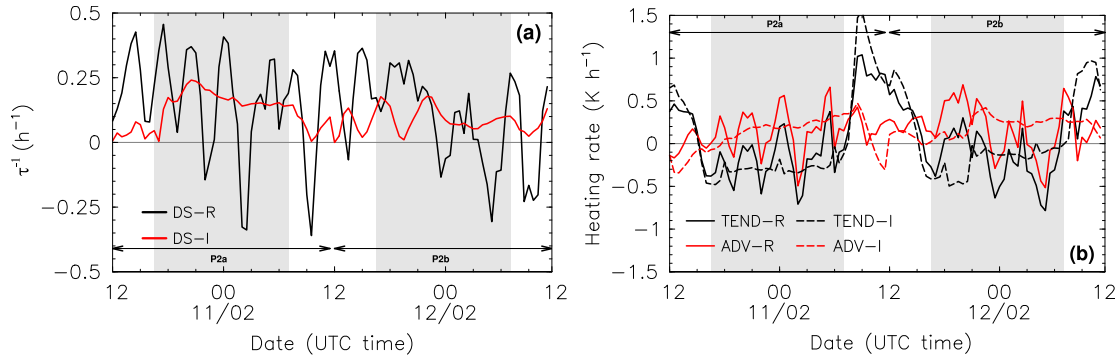 0.5
0.25
0
−0.25
−0.5
τ⁻¹ (h⁻¹)
(a)
DS−R
DS−I
P2a
P2b
12
00
12
00
12
11/02
12/02
Date (UTC time)
1.5
1
0.5
0
−0.5
−1
−1.5
Heating rate (K h⁻¹)
P2a
P2b
TEND−R
TEND−I
ADV−R
ADV−I
(b)
12
00
12
00
12
11/02
12/02
Date (UTC time)